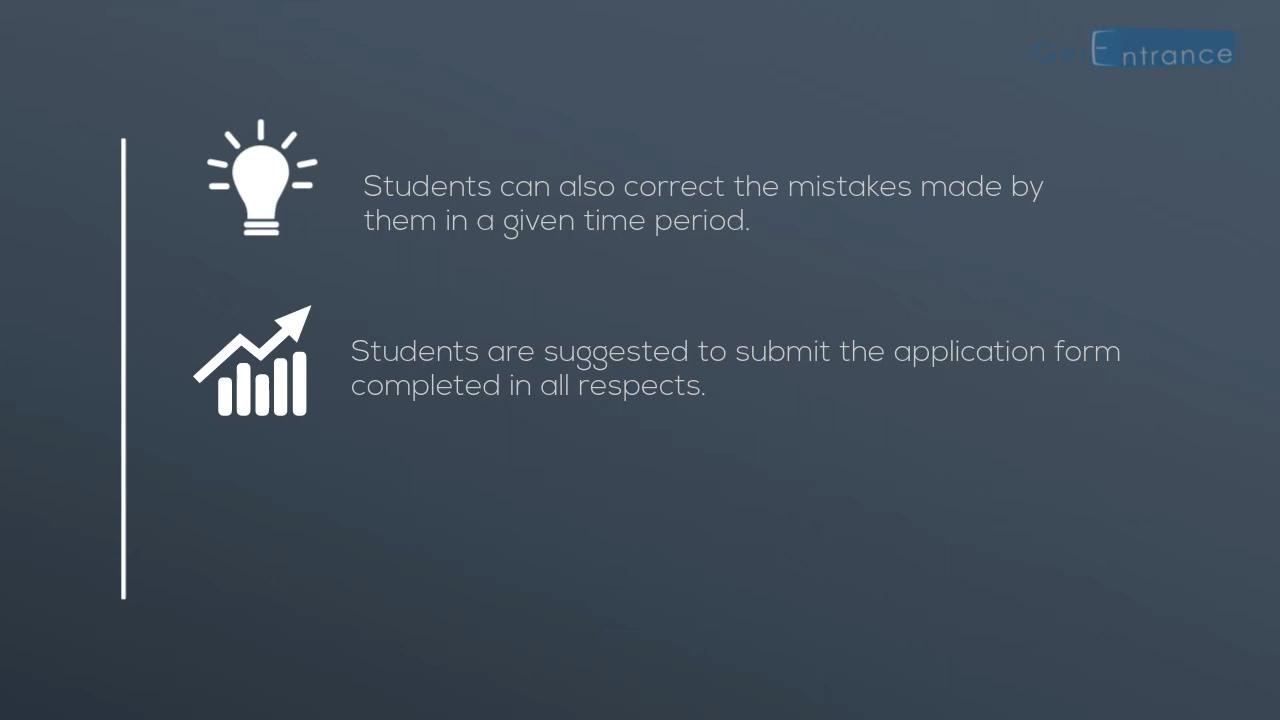 GetEntrance
Students can also correct the mistakes made by
them in a given time period.
Students are suggested to submit the application form
completed in all respects.